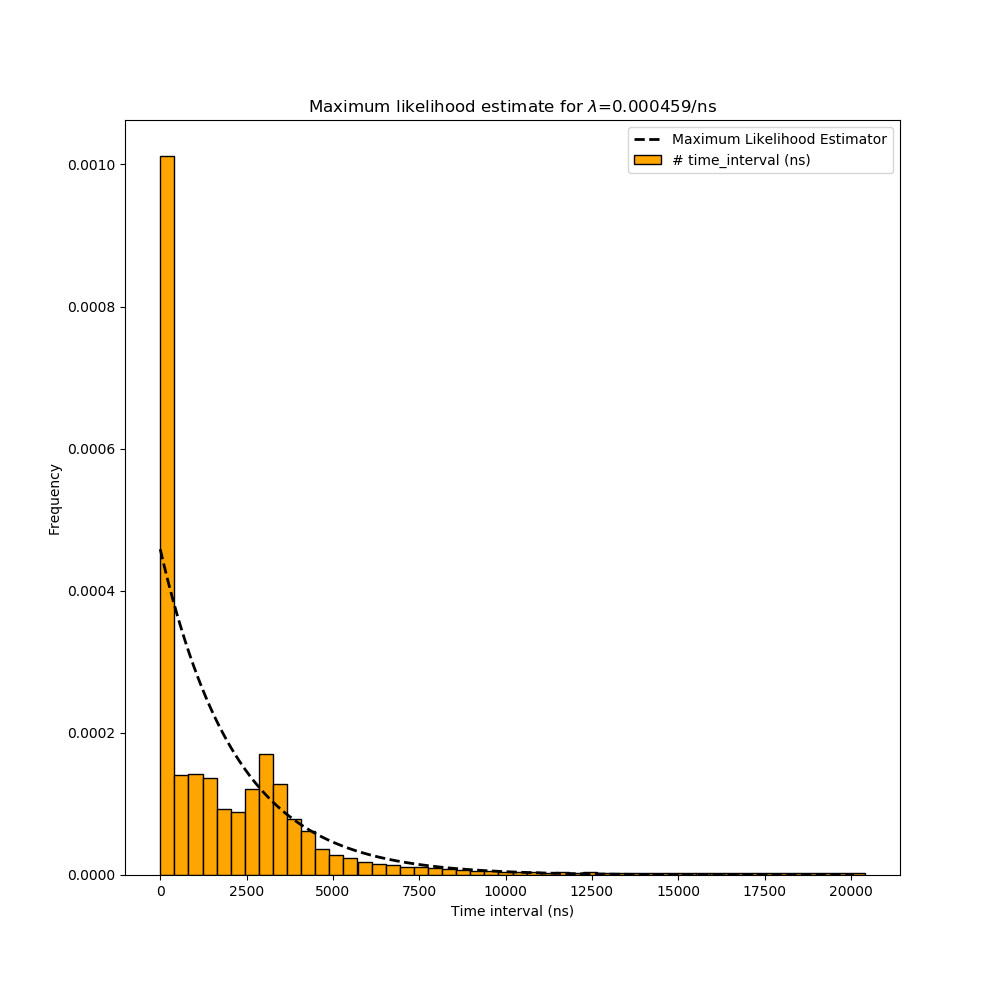 Maximum likelihood estimate for λ=0.000459/ns
Maximum Likelihood Estimator
# time_interval (ns)
0.0010
0.0008
0.0006
0.0004
0.0002
0.0000
Frequency
0 2500 5000 7500 10000 12500 15000 17500 20000
Time interval (ns)